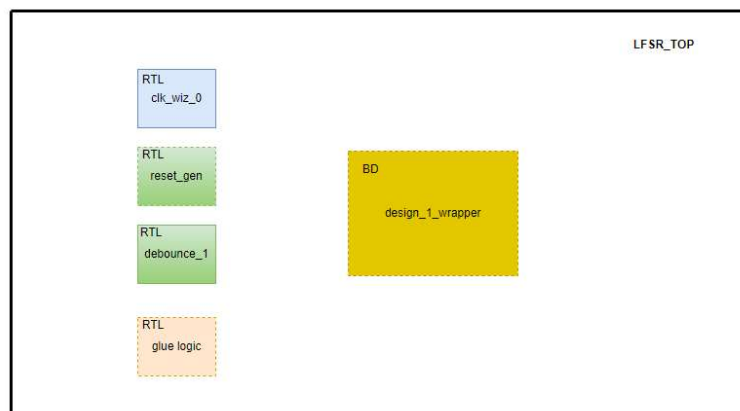 LFSR_TOP
RTL
clk_wiz_0
RTL
reset_gen
BD
design_1_wrapper
RTL
debounce_1
RTL
glue logic